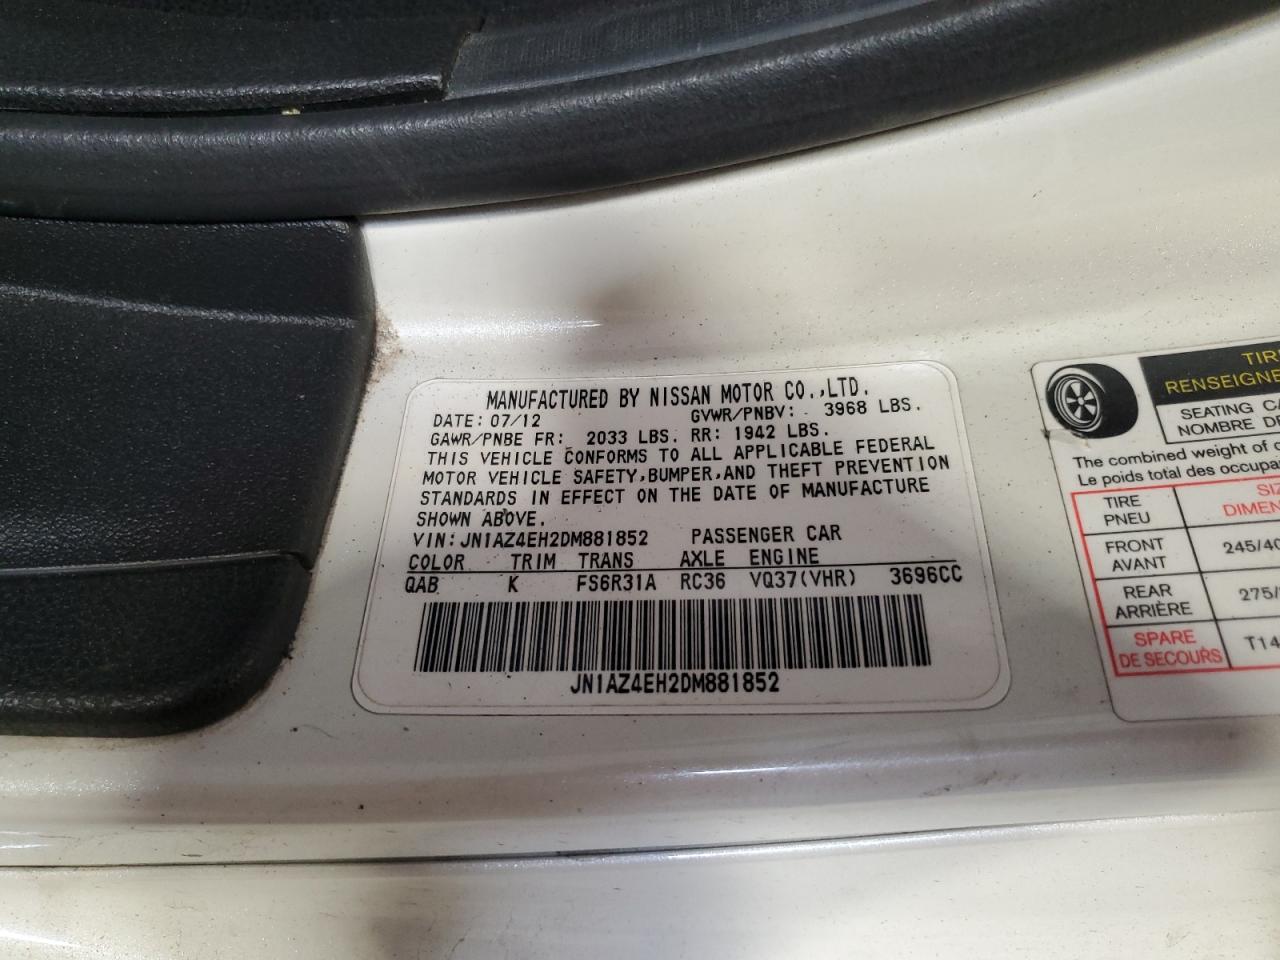 MANUFACTURED BY NISSAN MOTOR CO.,LTD.
DATE: 07/12 GVWR/PNBV: 3968 LBS.
GAWR/PNBE FR: 2033 LBS. RR: 1942 LBS.
THIS VEHICLE CONFORMS TO ALL APPLICABLE FEDERAL
MOTOR VEHICLE SAFETY,BUMPER,AND THEFT PREVENTION
STANDARDS IN EFFECT ON THE DATE OF MANUFACTURE
SHOWN ABOVE.
VIN: JN1AZ4EH2DM881852 PASSENGER CAR
COLOR TRIM TRANS AXLE ENGINE
QAB K FS6R31A RC36 VQ37(VHR) 3696CC
JN1AZ4EH2DM881852
TIR
RENSEIGNE
SEATING CA
NOMBRE DE
The combined weight of
Le poids total des occupa
TIRE
PNEU
SIZ
DIMEN
FRONT
AVANT
245/40
REAR
ARRIÈRE
275/
SPARE
DE SECOURS
T14